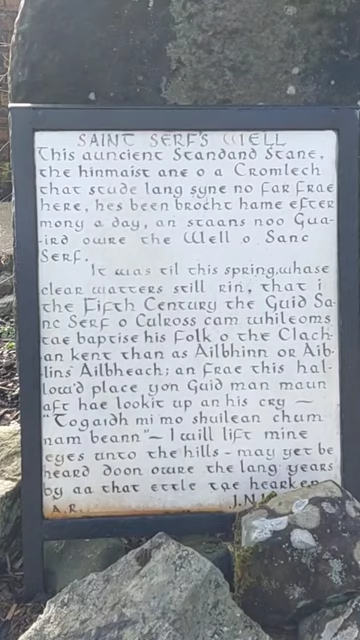 SAINT SERF'S WELL
This auncient Standand Stane,
the hinmaist ane o a Cromlech
that stude lang syne no far frae
here, hes been brocht hame efter
mony a day, an staans noo Gua-
-ird owre the Well o Sanc
Serf.
It was til this spring, whase
clear watters still rin, that i
the Fifth Century the Guid Sa-
nc Serf o Culross cam whileoms
tae baptise his folk o the Clach-
an kent than as Ailbhinn or Aib-
lins Ailbheach; an frae this hal-
low'd place yon Guid man maun
aft hae lookit up an his cry —
"Togaidh mi mo shuilean chum
nam beann" — I will lift mine
eyes unto the hills - may yet be
heard doon owre the lang years
by aa that ettle tae hearken.
A.R. J.N.